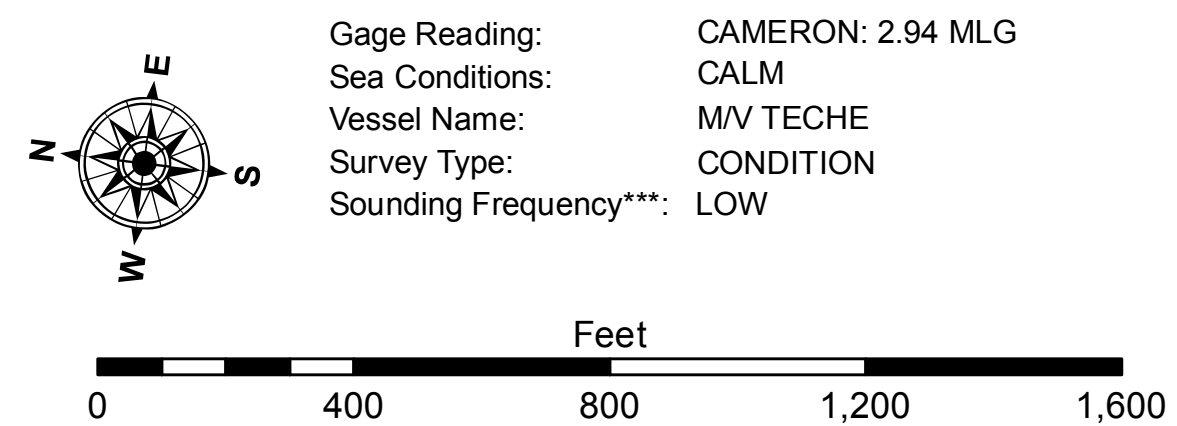 Gage Reading: CAMERON: 2.94 MLG
Sea Conditions: CALM
Vessel Name: M/V TECHE
Survey Type: CONDITION
Sounding Frequency***: LOW
E
N
S
W
Feet
0 400 800 1,200 1,600